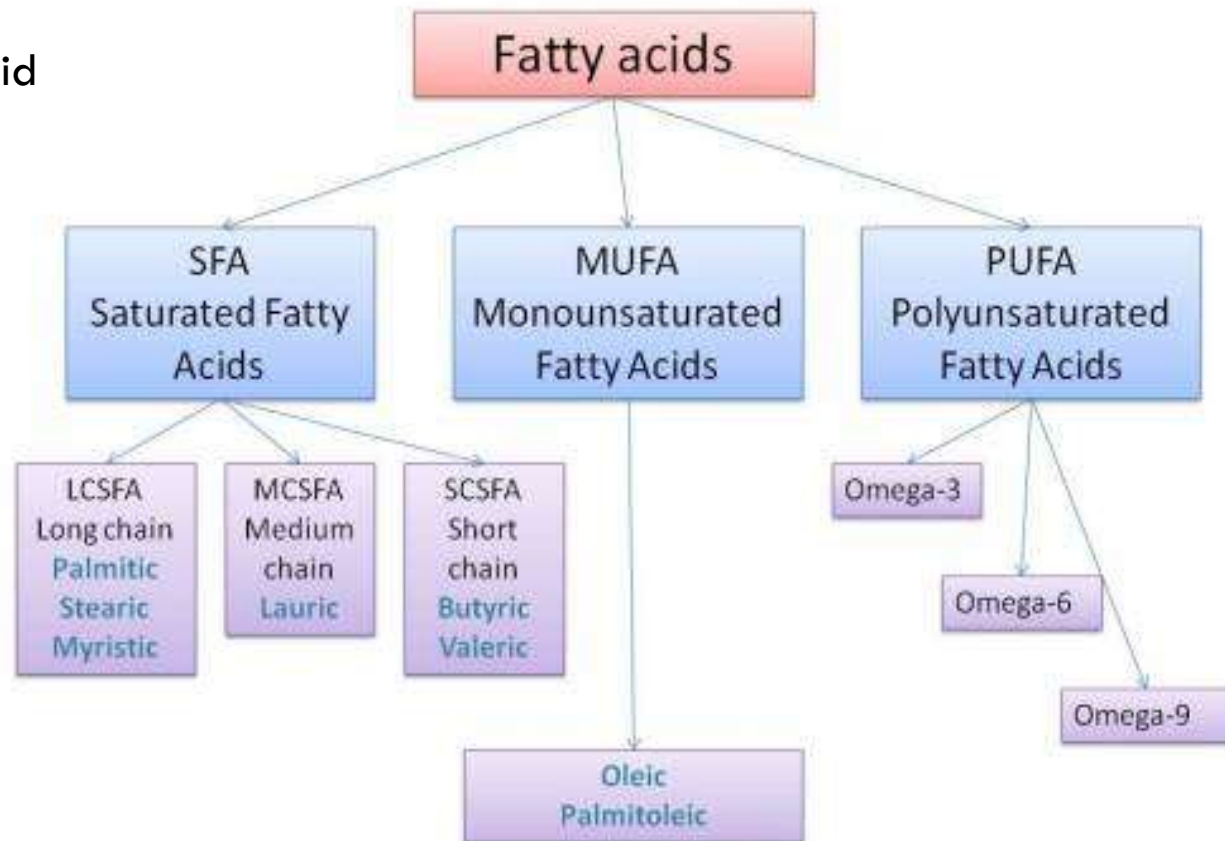 id
Fatty acids
SFA
Saturated Fatty
Acids
MUFA
Monounsaturated
Fatty Acids
PUFA
Polyunsaturated
Fatty Acids
LCSFA
Long chain
Palmitic
Stearic
Myristic
MCSFA
Medium
chain
Lauric
SCSFA
Short
chain
Butyric
Valeric
Omega-3
Omega-6
Omega-9
Oleic
Palmitoleic